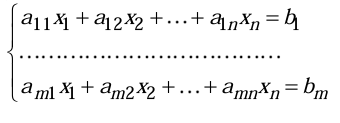 a₁₁x₁ + a₁₂x₂ + … + a₁ₙxₙ = b₁
……………………………
aₘ₁x₁ + aₘ₂x₂ + … + aₘₙxₙ = bₘ